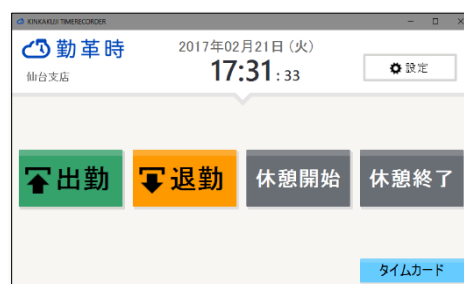 KINKAKUJI TIMERECORDER
勤革時
仙台支店
2017年02月21日（火）
17:31:33
設定
出勤
退勤
休憩開始
休憩終了
タイムカード